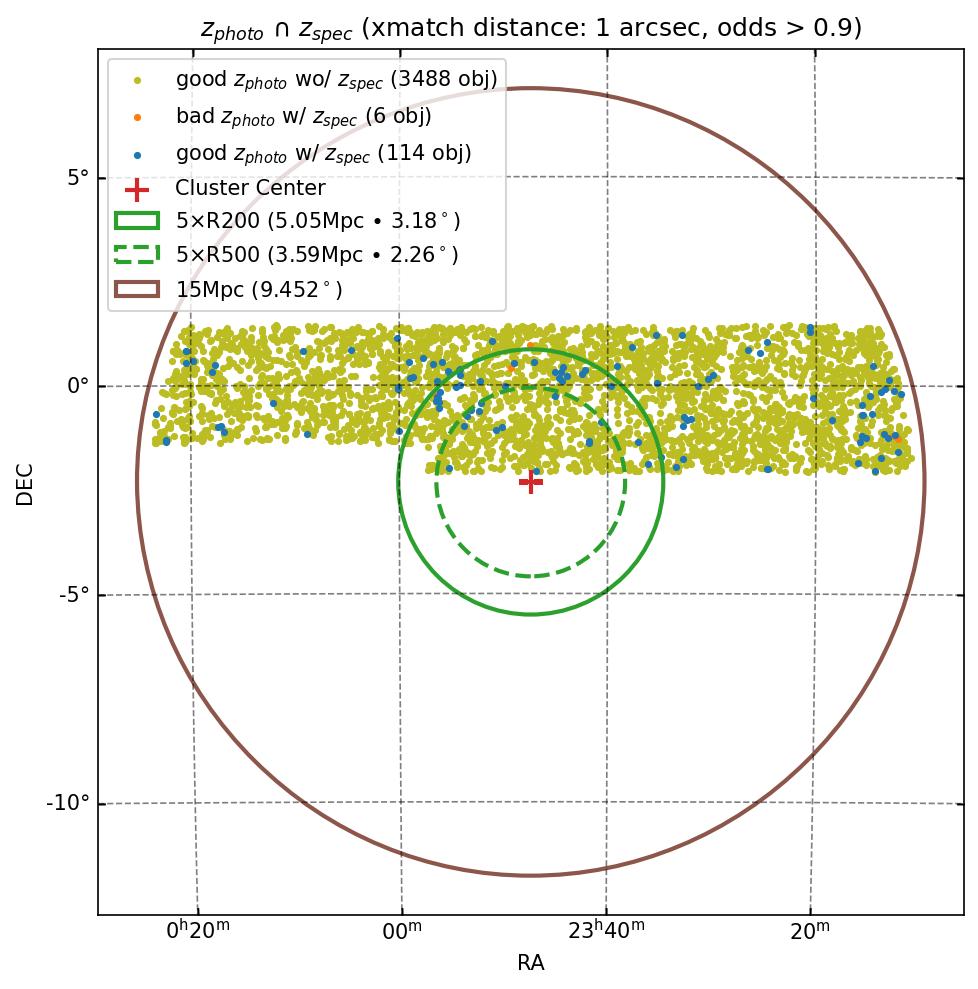 z_photo ∩ z_spec (xmatch distance: 1 arcsec, odds > 0.9)
good z_photo wo/ z_spec (3488 obj)
bad z_photo w/ z_spec (6 obj)
good z_photo w/ z_spec (114 obj)
Cluster Center
5×R200 (5.05Mpc • 3.18°)
5×R500 (3.59Mpc • 2.26°)
15Mpc (9.452°)
5°
0°
-5°
-10°
DEC
0ʰ20ᵐ
00ᵐ
23ʰ40ᵐ
20ᵐ
RA